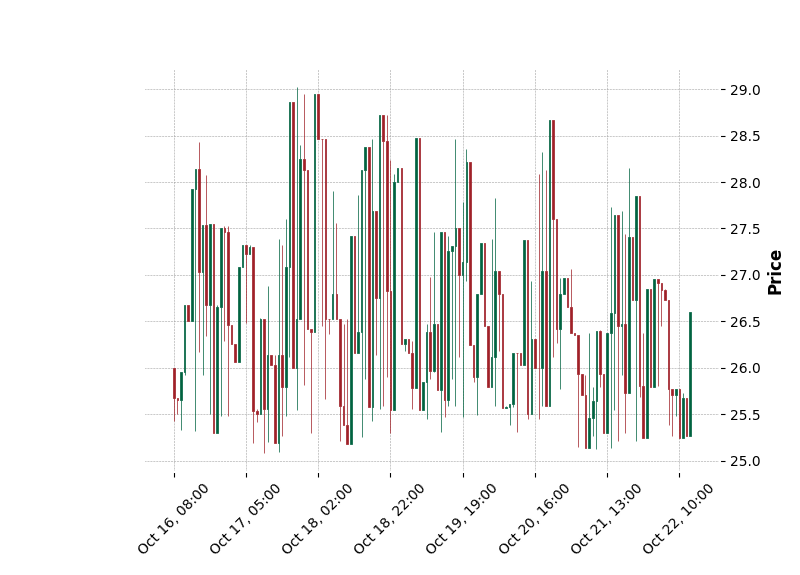 29.0
28.5
28.0
27.5
27.0
26.5
26.0
25.5
25.0
Price
Oct 16, 08:00
Oct 17, 05:00
Oct 18, 02:00
Oct 18, 22:00
Oct 19, 19:00
Oct 20, 16:00
Oct 21, 13:00
Oct 22, 10:00